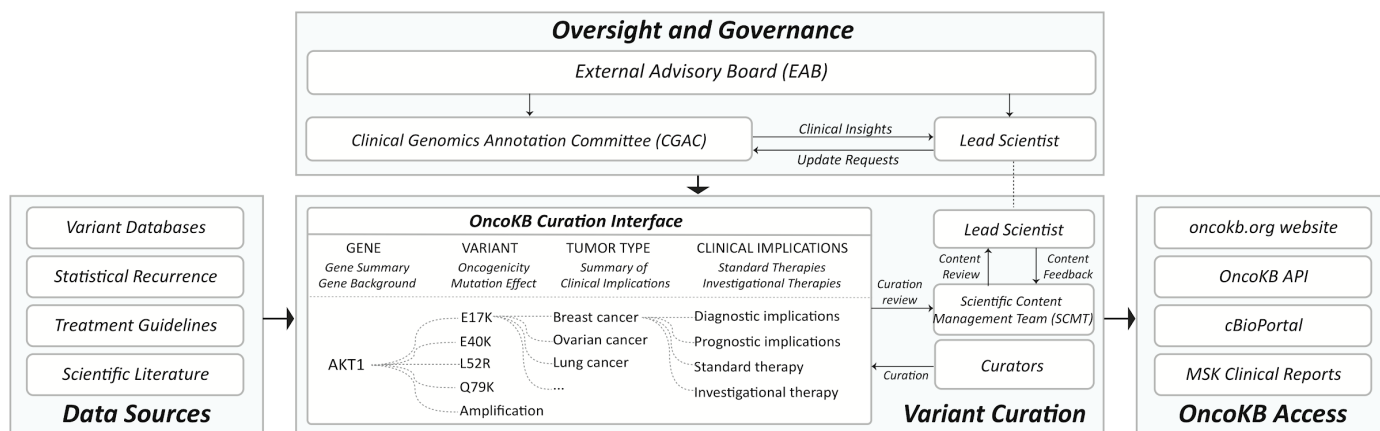 Oversight and Governance
External Advisory Board (EAB)
Clinical Genomics Annotation Committee (CGAC)
Clinical Insights
Update Requests
Lead Scientist
Variant Databases
Statistical Recurrence
Treatment Guidelines
Scientific Literature
Data Sources
OncoKB Curation Interface
GENE
Gene Summary
Gene Background
VARIANT
Oncogenicity
Mutation Effect
TUMOR TYPE
Summary of
Clinical Implications
CLINICAL IMPLICATIONS
Standard Therapies
Investigational Therapies
AKT1
E17K
E40K
L52R
Q79K
Amplification
Breast cancer
Ovarian cancer
Lung cancer
...
Diagnostic implications
Prognostic implications
Standard therapy
Investigational therapy
Curation
review
Curation
Lead Scientist
Content
Review
Content
Feedback
Scientific Content
Management Team (SCMT)
Curators
Variant Curation
oncokb.org website
OncoKB API
cBioPortal
MSK Clinical Reports
OncoKB Access